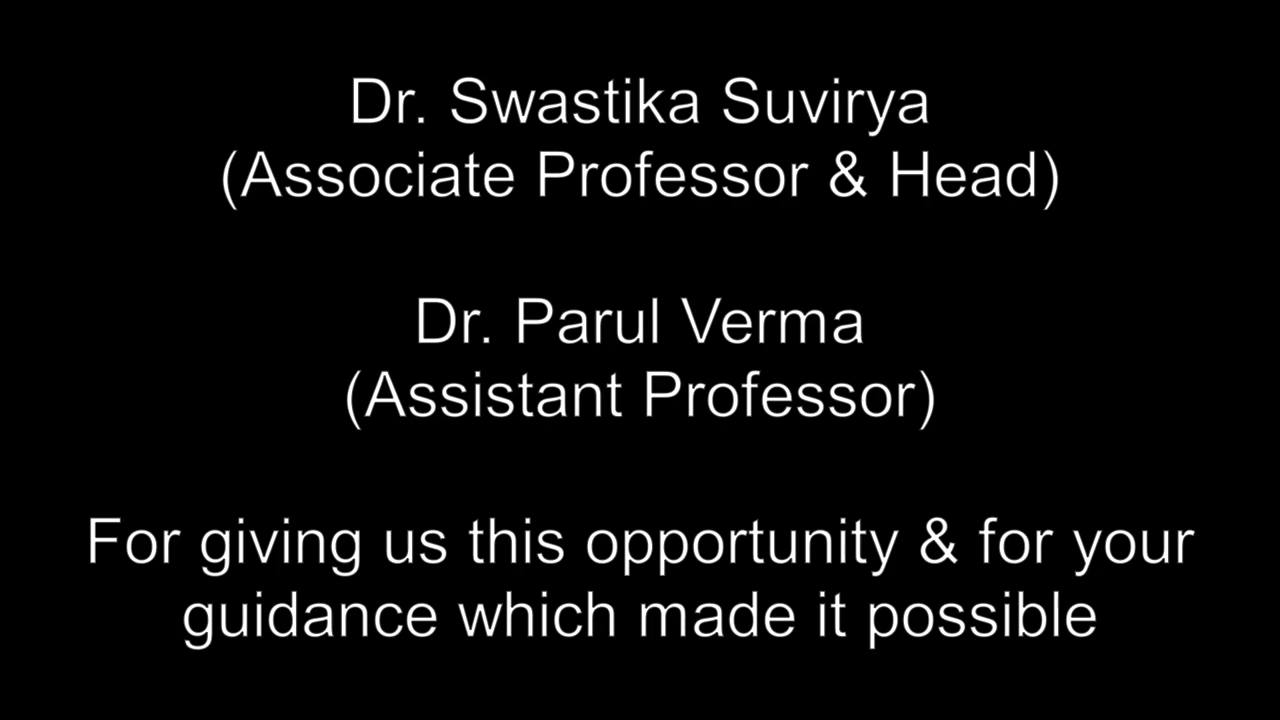 Dr. Swastika Suvirya
(Associate Professor & Head)
Dr. Parul Verma
(Assistant Professor)
For giving us this opportunity & for your
guidance which made it possible